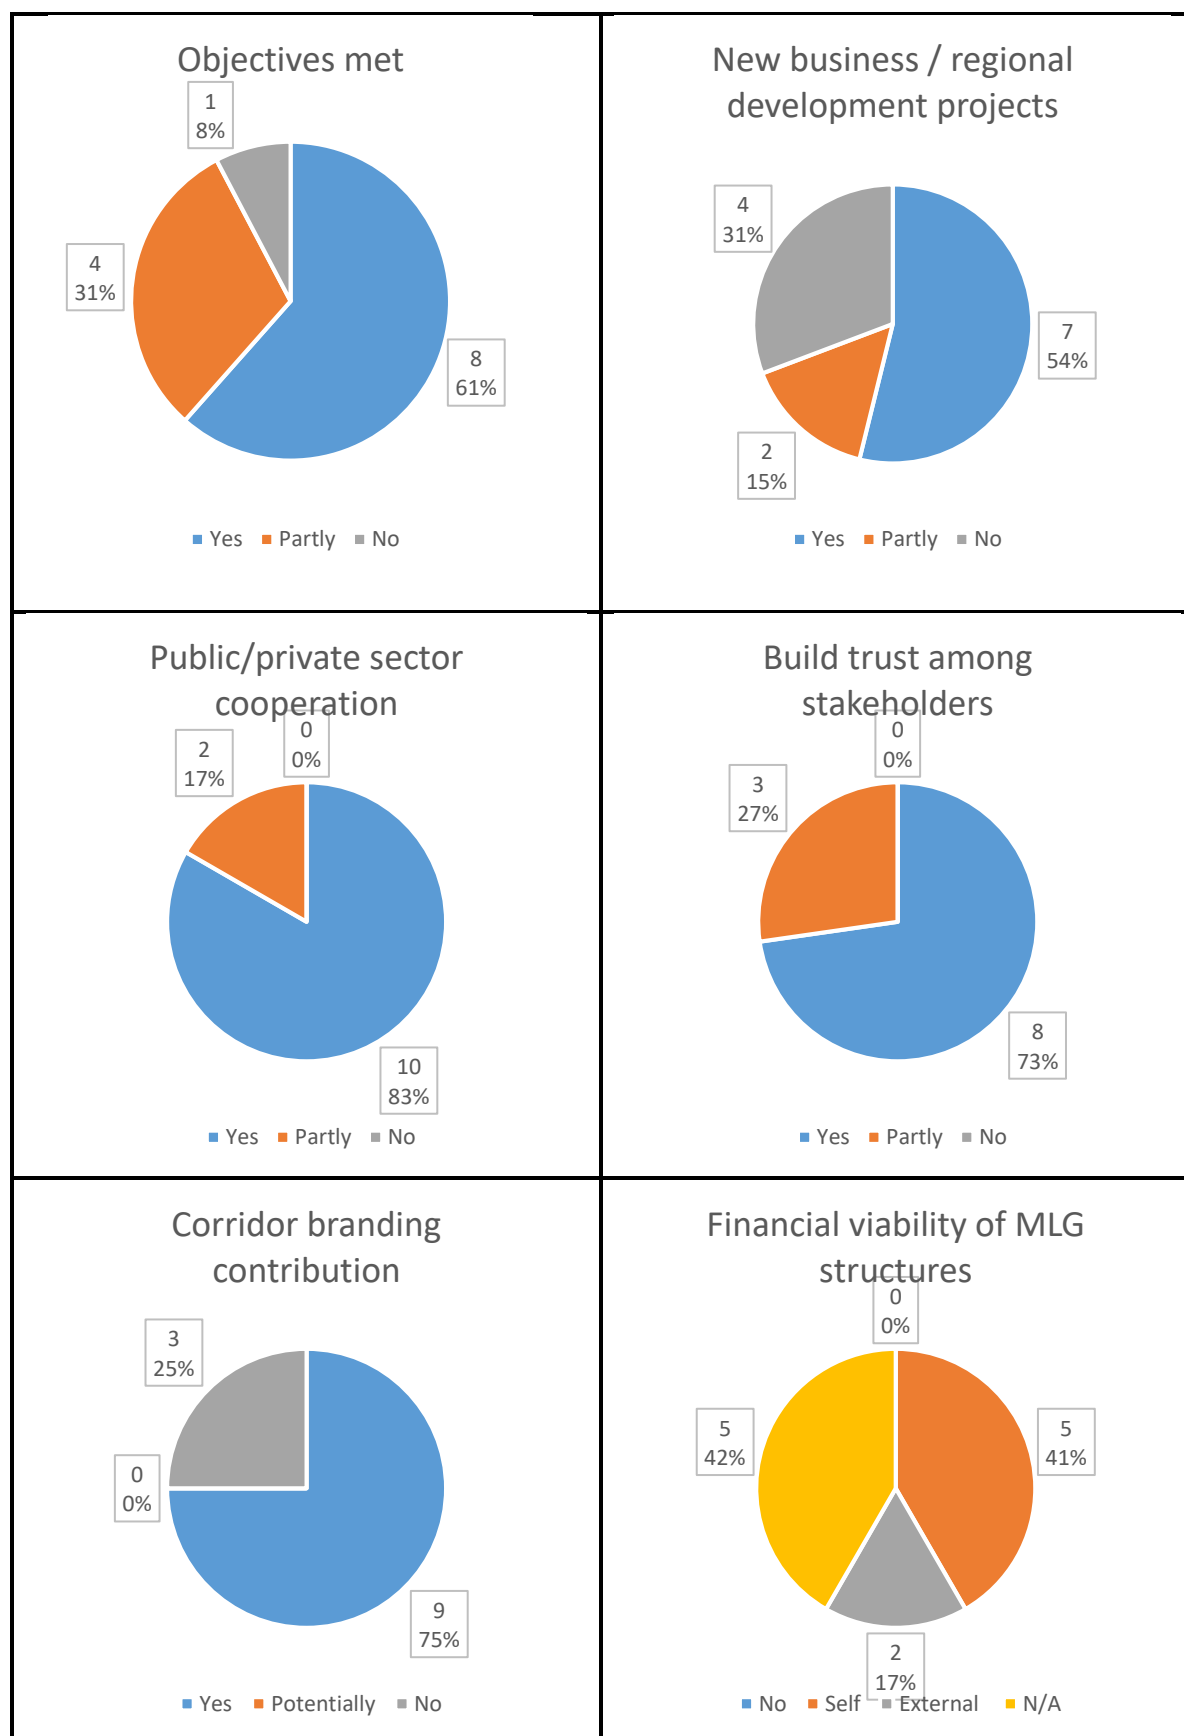 Objectives met
1
8%
4
31%
8
61%
Yes Partly No
New business / regional
development projects
4
31%
7
54%
2
15%
Yes Partly No
Public/private sector
cooperation
0
0%
2
17%
10
83%
Yes Partly No
Build trust among
stakeholders
0
0%
3
27%
8
73%
Yes Partly No
Corridor branding
contribution
3
25%
0
0%
9
75%
Yes Potentially No
Financial viability of MLG
structures
0
0%
5
42%
5
41%
2
17%
No Self External N/A